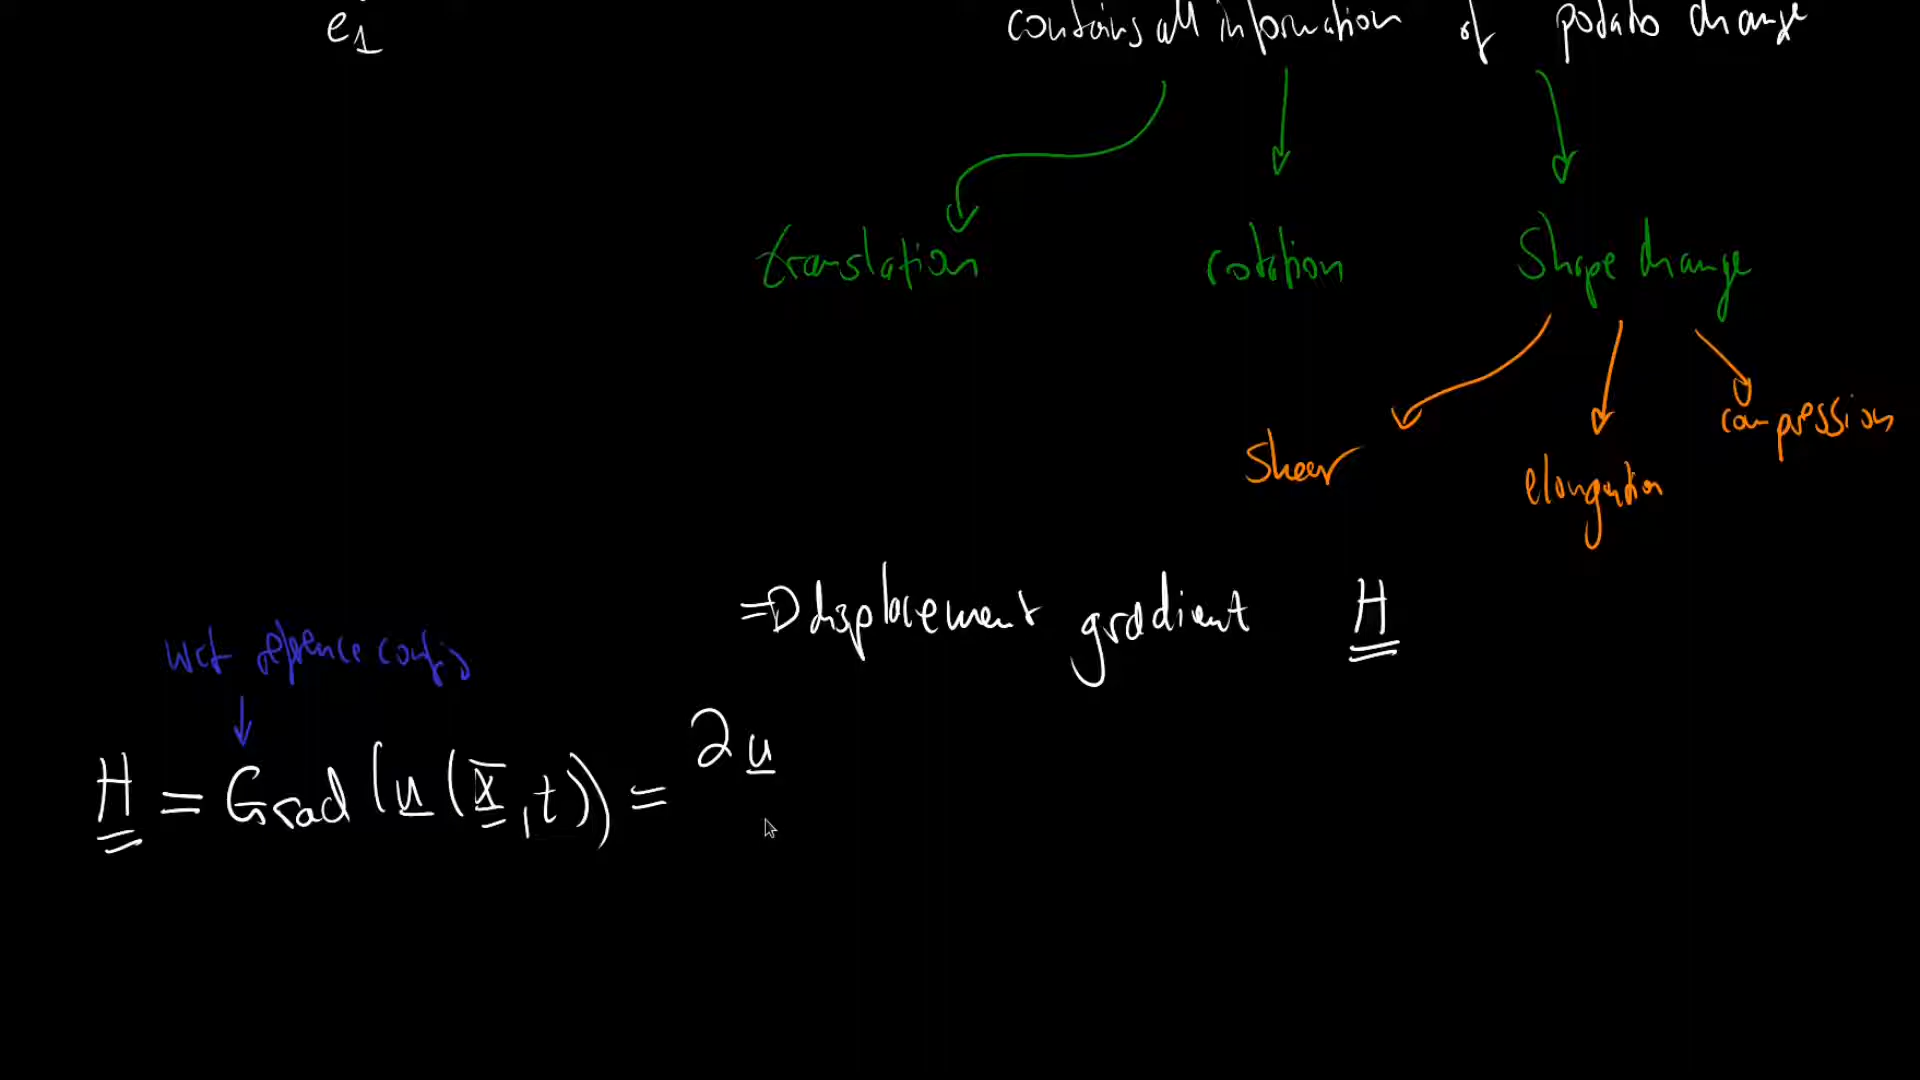 e1
contains all information of potato change
translation rotation Shape change
Shear elongation compression
⇒ displacement gradient H
wrt reference config
H = Grad (u (X, t)) = ∂u